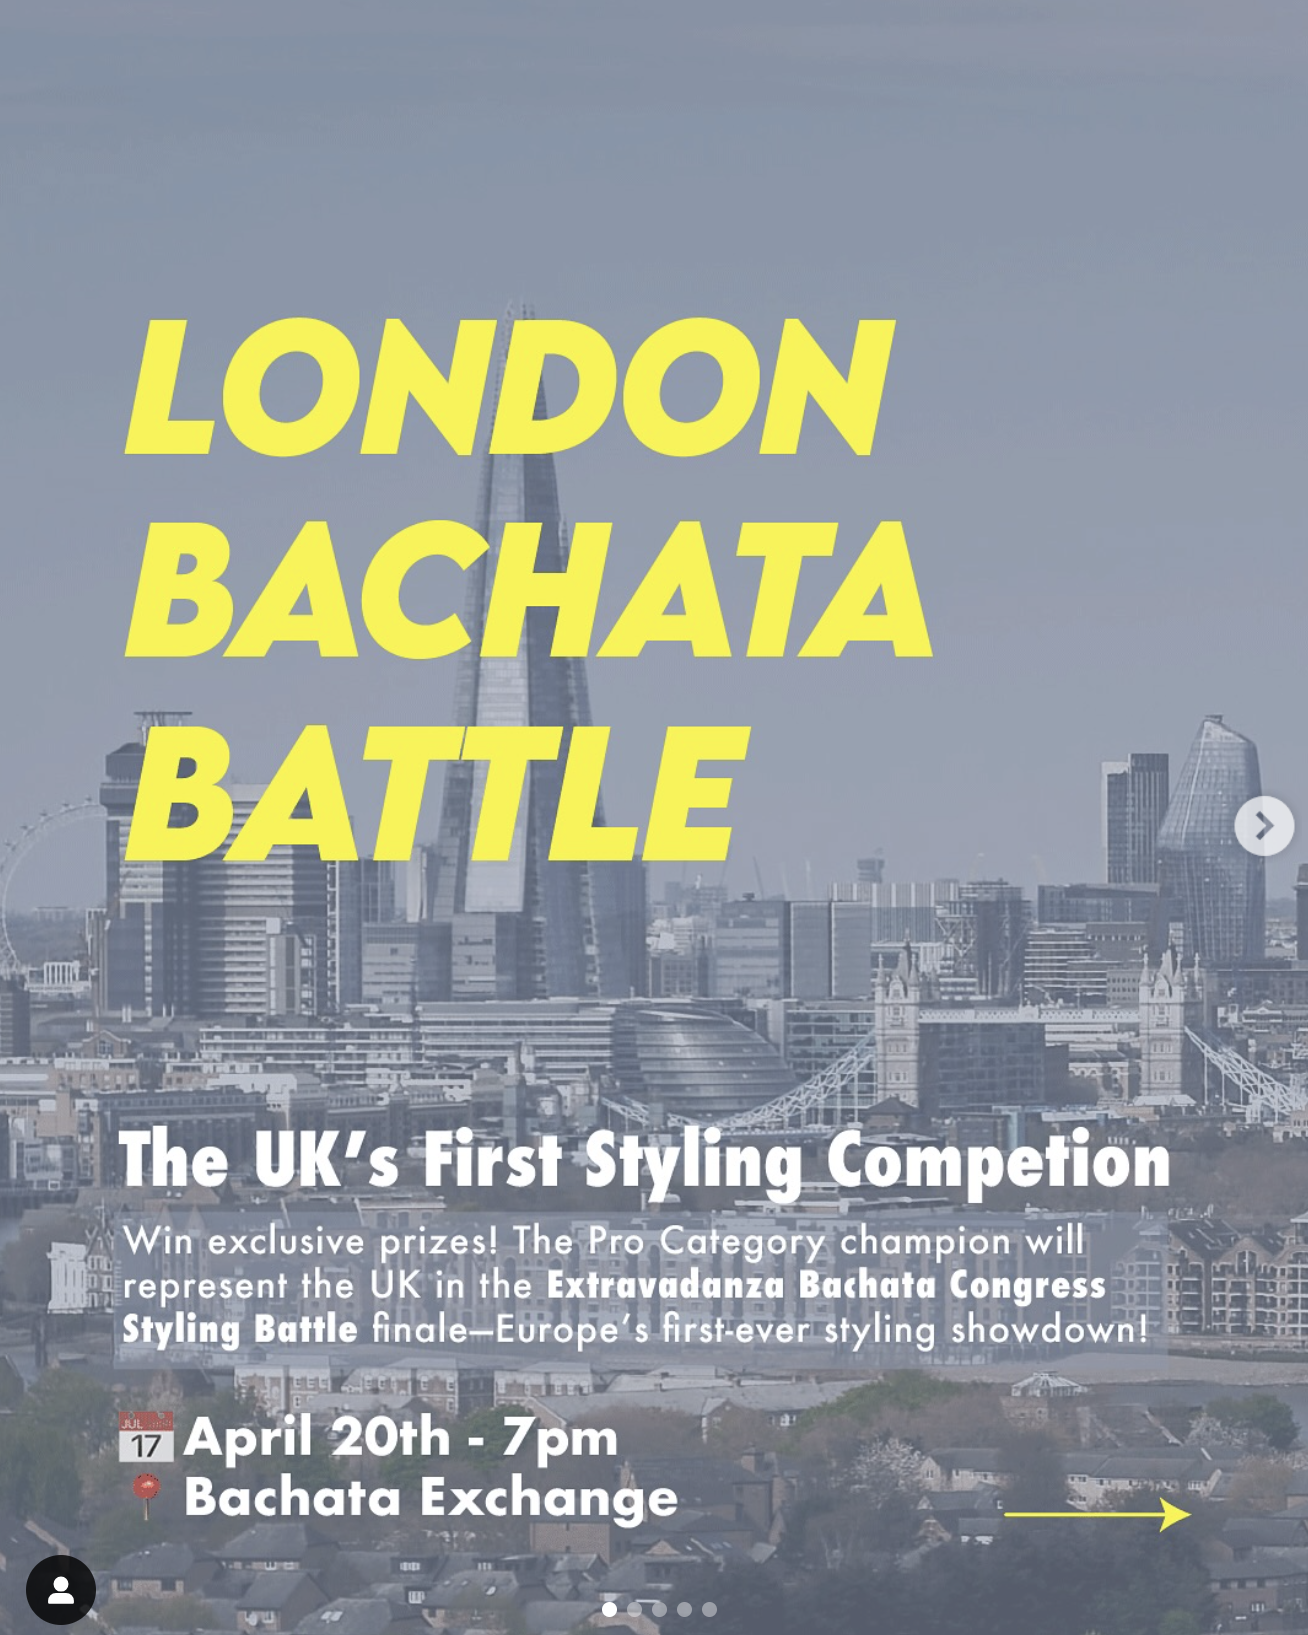 LONDON
BACHATA
BATTLE
The UK’s First Styling Competion
Win exclusive prizes! The Pro Category champion will
represent the UK in the Extravadanza Bachata Congress
Styling Battle finale—Europe’s first-ever styling showdown!
JUL
17
April 20th - 7pm
Bachata Exchange